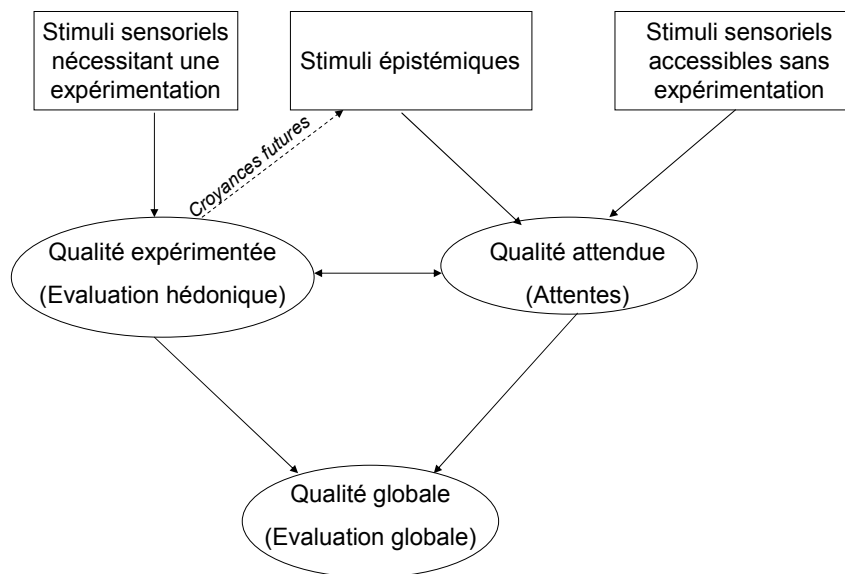 Stimuli sensoriels
nécessitant une
expérimentation
Stimuli épistémiques
Stimuli sensoriels
accessibles sans
expérimentation
Croyances futures
Qualité expérimentée
(Evaluation hédonique)
Qualité attendue
(Attentes)
Qualité globale
(Evaluation globale)